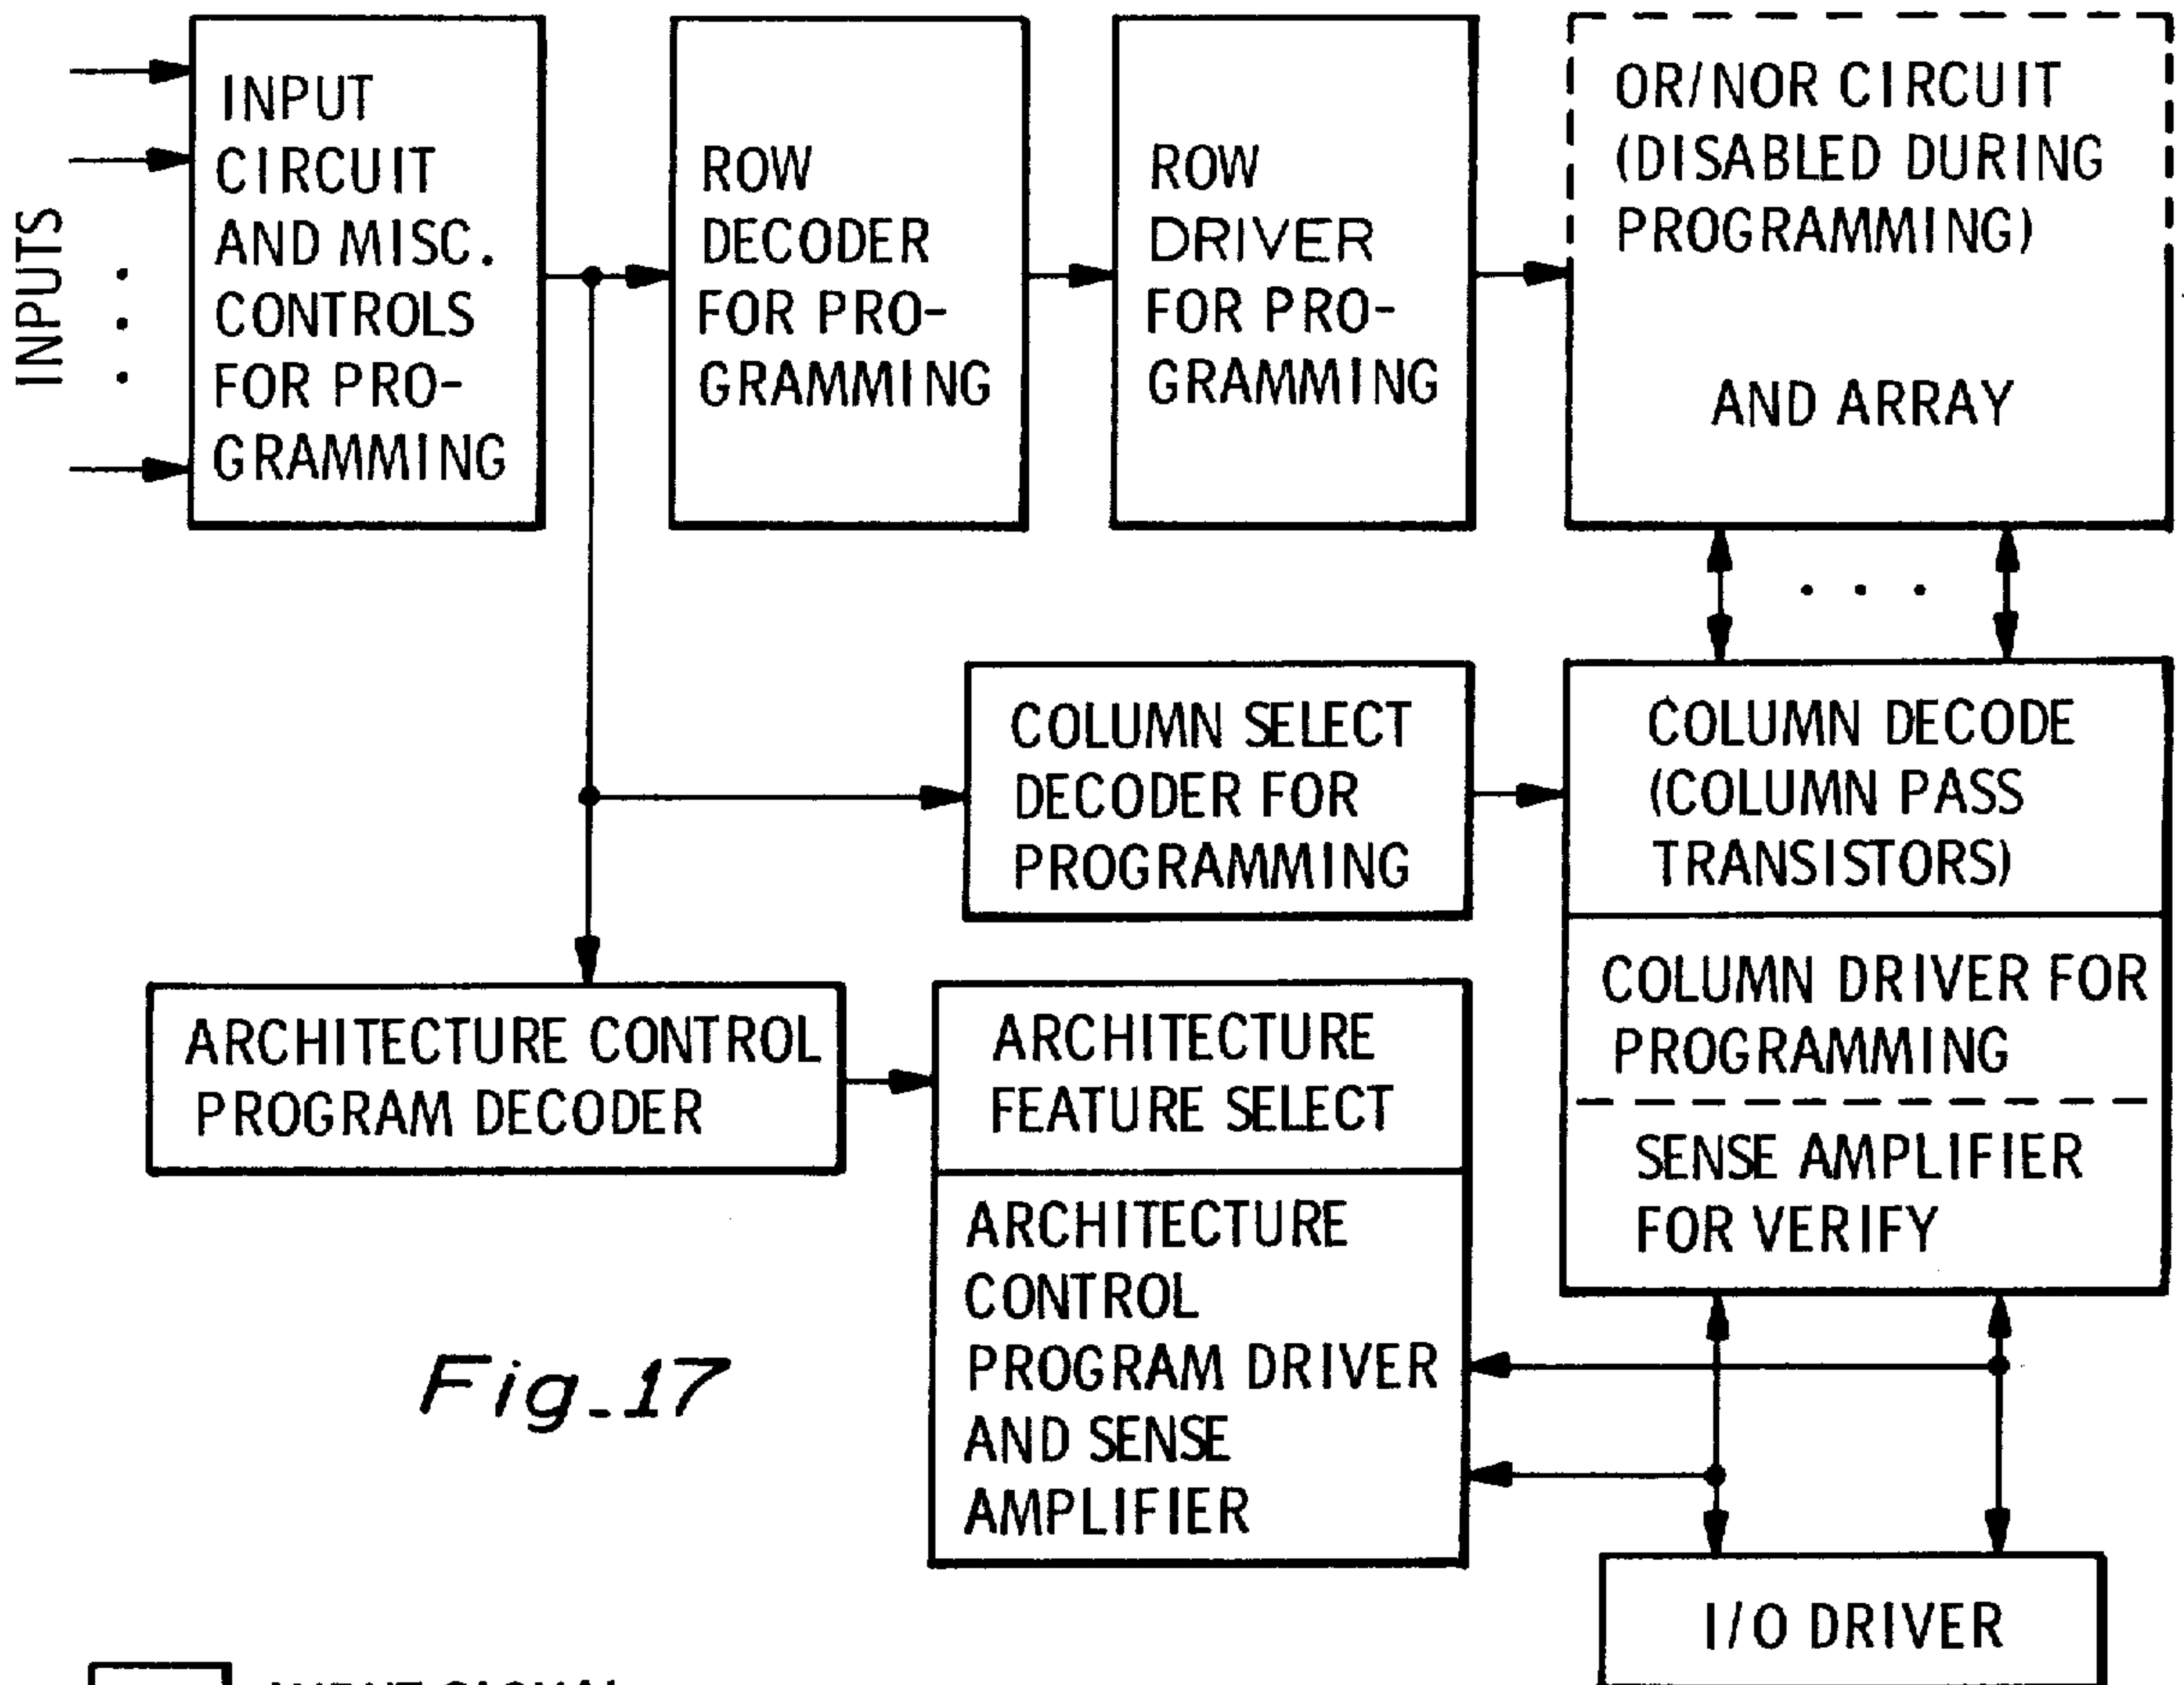 INPUTS
INPUT
CIRCUIT
AND MISC.
CONTROLS
FOR PRO-
GRAMMING
ROW
DECODER
FOR PRO-
GRAMMING
ROW
DRIVER
FOR PRO-
GRAMMING
OR/NOR CIRCUIT
(DISABLED DURING
PROGRAMMING)
AND ARRAY
COLUMN SELECT
DECODER FOR
PROGRAMMING
COLUMN DECODE
(COLUMN PASS
TRANSISTORS)
COLUMN DRIVER FOR
PROGRAMMING
SENSE AMPLIFIER
FOR VERIFY
ARCHITECTURE CONTROL
PROGRAM DECODER
ARCHITECTURE
FEATURE SELECT
ARCHITECTURE
CONTROL
PROGRAM DRIVER
AND SENSE
AMPLIFIER
Fig_17
I/O DRIVER